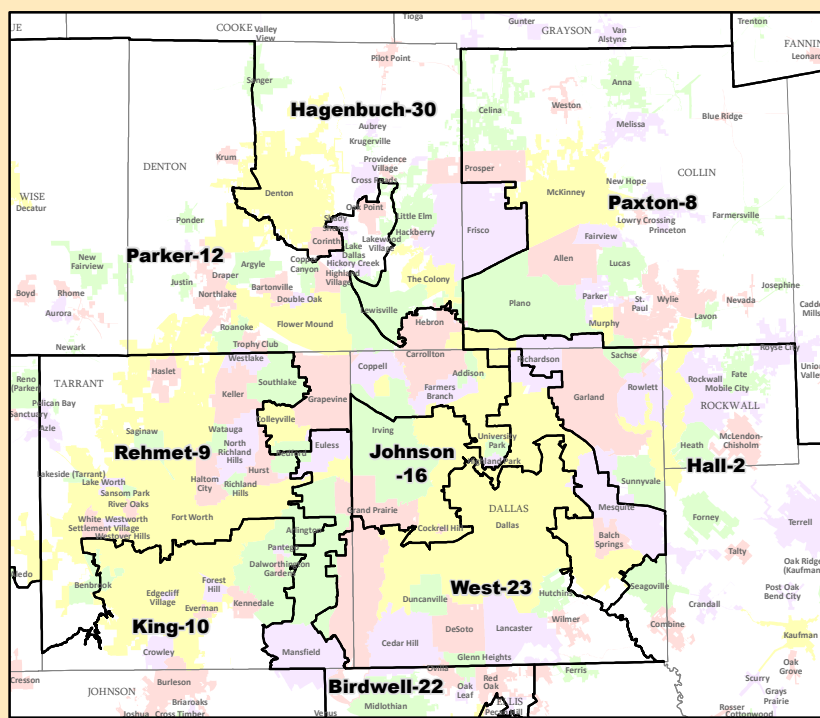 Tioga
Gunter
Trenton
UE
COOKE
Valley
View
GRAYSON
Van
Alstyne
FANNIN
Leonar
Pilot Point
Sanger
Anna
Celina
Weston
Hagenbuch-30
Melissa
Blue Ridge
Aubrey
Krugerville
DENTON
Krum
Providence
Village
Cross Roads
Prosper
COLLIN
New Hope
WISE
Decatur
Denton
McKinney
Paxton-8
Oak Point
Ponder
Shady
Shores
Little Elm
Lowry Crossing
Farmersville
Hackberry
Frisco
Princeton
Corinth
Lakewood
Village
Fairview
Lake
Dallas
Parker-12
New
Fairview
Argyle
Copper
Canyon
Hickory Creek
Allen
Lucas
Draper
Highland
Village
The Colony
Justin
Bartonville
Josephine
Boyd
Rhome
Northlake
Double Oak
Plano
Parker
St.
Paul
Wylie
Nevada
Cadd
Mills
Aurora
Lewisville
Lavon
Roanoke
Flower Mound
Hebron
Murphy
Newark
Trophy Club
Royse City
Westlake
Carrollton
Richardson
Sachse
Haslet
Coppell
Addison
Union
Valle
Reno
(Parker
TARRANT
Southlake
Rockwall
Fate
Mobile City
Keller
Grapevine
Farmers
Branch
Garland
Rowlett
Pelican Bay
ROCKWALL
Sanctuary
Azle
Saginaw
Watauga
Colleyville
Irving
University
Park
McLendon-
Chisholm
Rehmet-9
North
Richland
Hills
Euless
Johnson
-16
Heath
Bedford
Highland Park
Hall-2
Lakeside (Tarrant)
Lake Worth
Hurst
Haltom
City
Richland
Hills
Sunnyvale
Sansom Park
River Oaks
DALLAS
Mesquite
White
Settlement
Westworth
Village
Fort Worth
Grand Prairie
Dallas
Forney
Terrell
Westover Hills
Arlington
Cockrell Hill
Balch
Springs
Pantego
Talty
Dalworthington
Gardens
Oak Ridge
(Kaufman
Benbrook
Forest
Hill
West-23
Seagoville
Post Oak
Bend City
Edgecliff
Village
Duncanville
Hutchins
Everman
Kennedale
Crandall
King-10
DeSoto
Lancaster
Wilmer
Combine
Kaufman
Crowley
Mansfield
Cedar Hill
Glenn Heights
Oak
Grove
Ferris
Cresson
Burleson
Birdwell-22
Ovilla
Red
Oak
Scurry
JOHNSON
Oak
Leaf
ELLIS
Grays
Prairie
Briaroaks
Midlothian
Joshua
Cross Timber
Rosser
Cottonwood